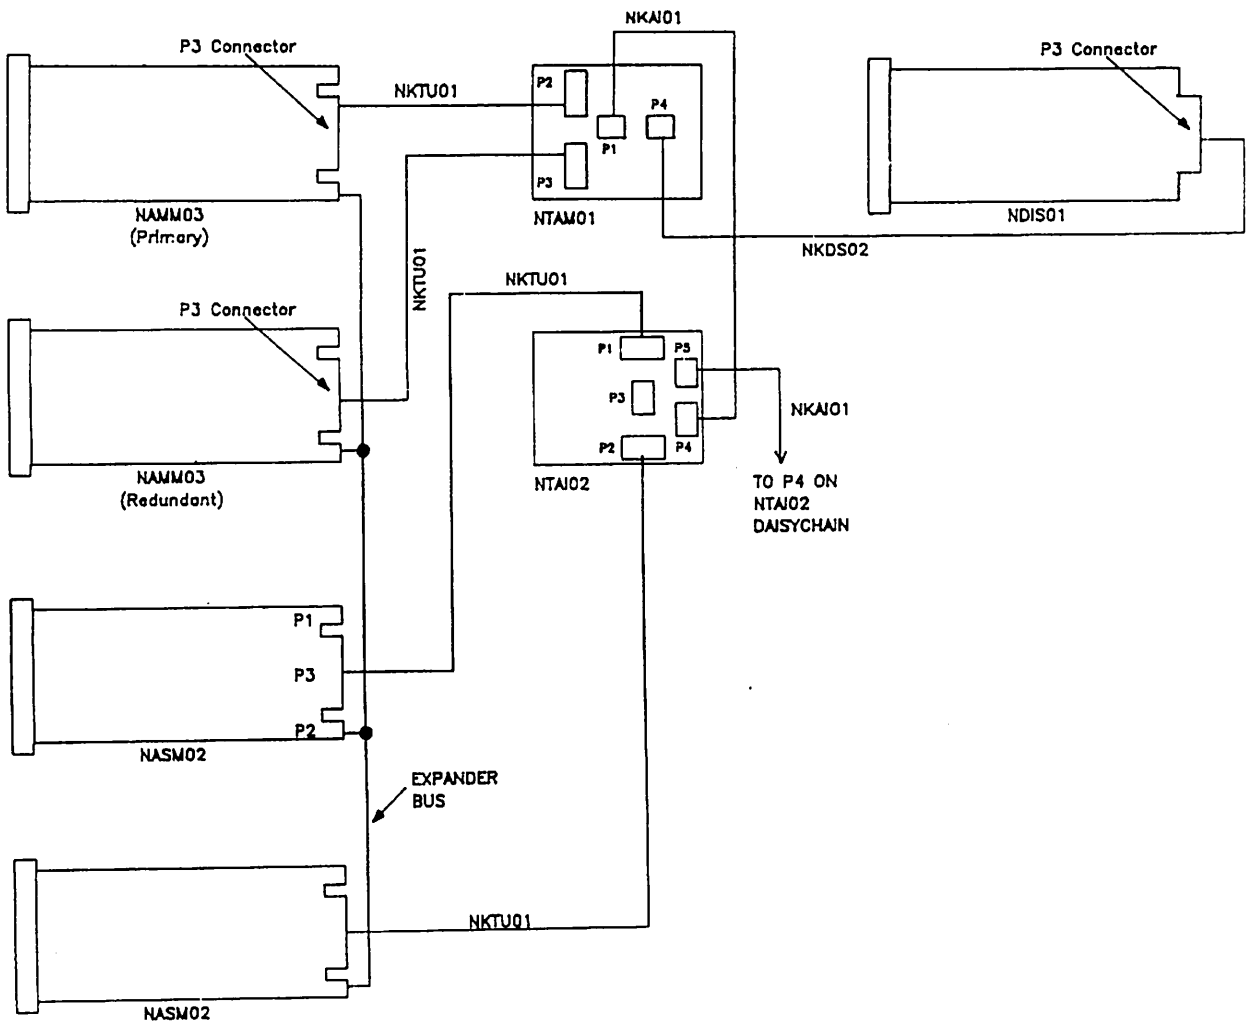 NKAI01
P3 Connector
P3 Connector
NKTU01
P2
P4
P1
P3
NAMM03
(Primary)
NTAM01
NDIS01
NKDS02
NKTU01
NKTU01
P3 Connector
P1
P5
P3
NKAI01
P2
P4
NAMM03
(Redundant)
NTAI02
TO P4 ON
NTAI02
DAISYCHAIN
P1
P3
P2
NASM02
EXPANDER
BUS
NKTU01
NASM02